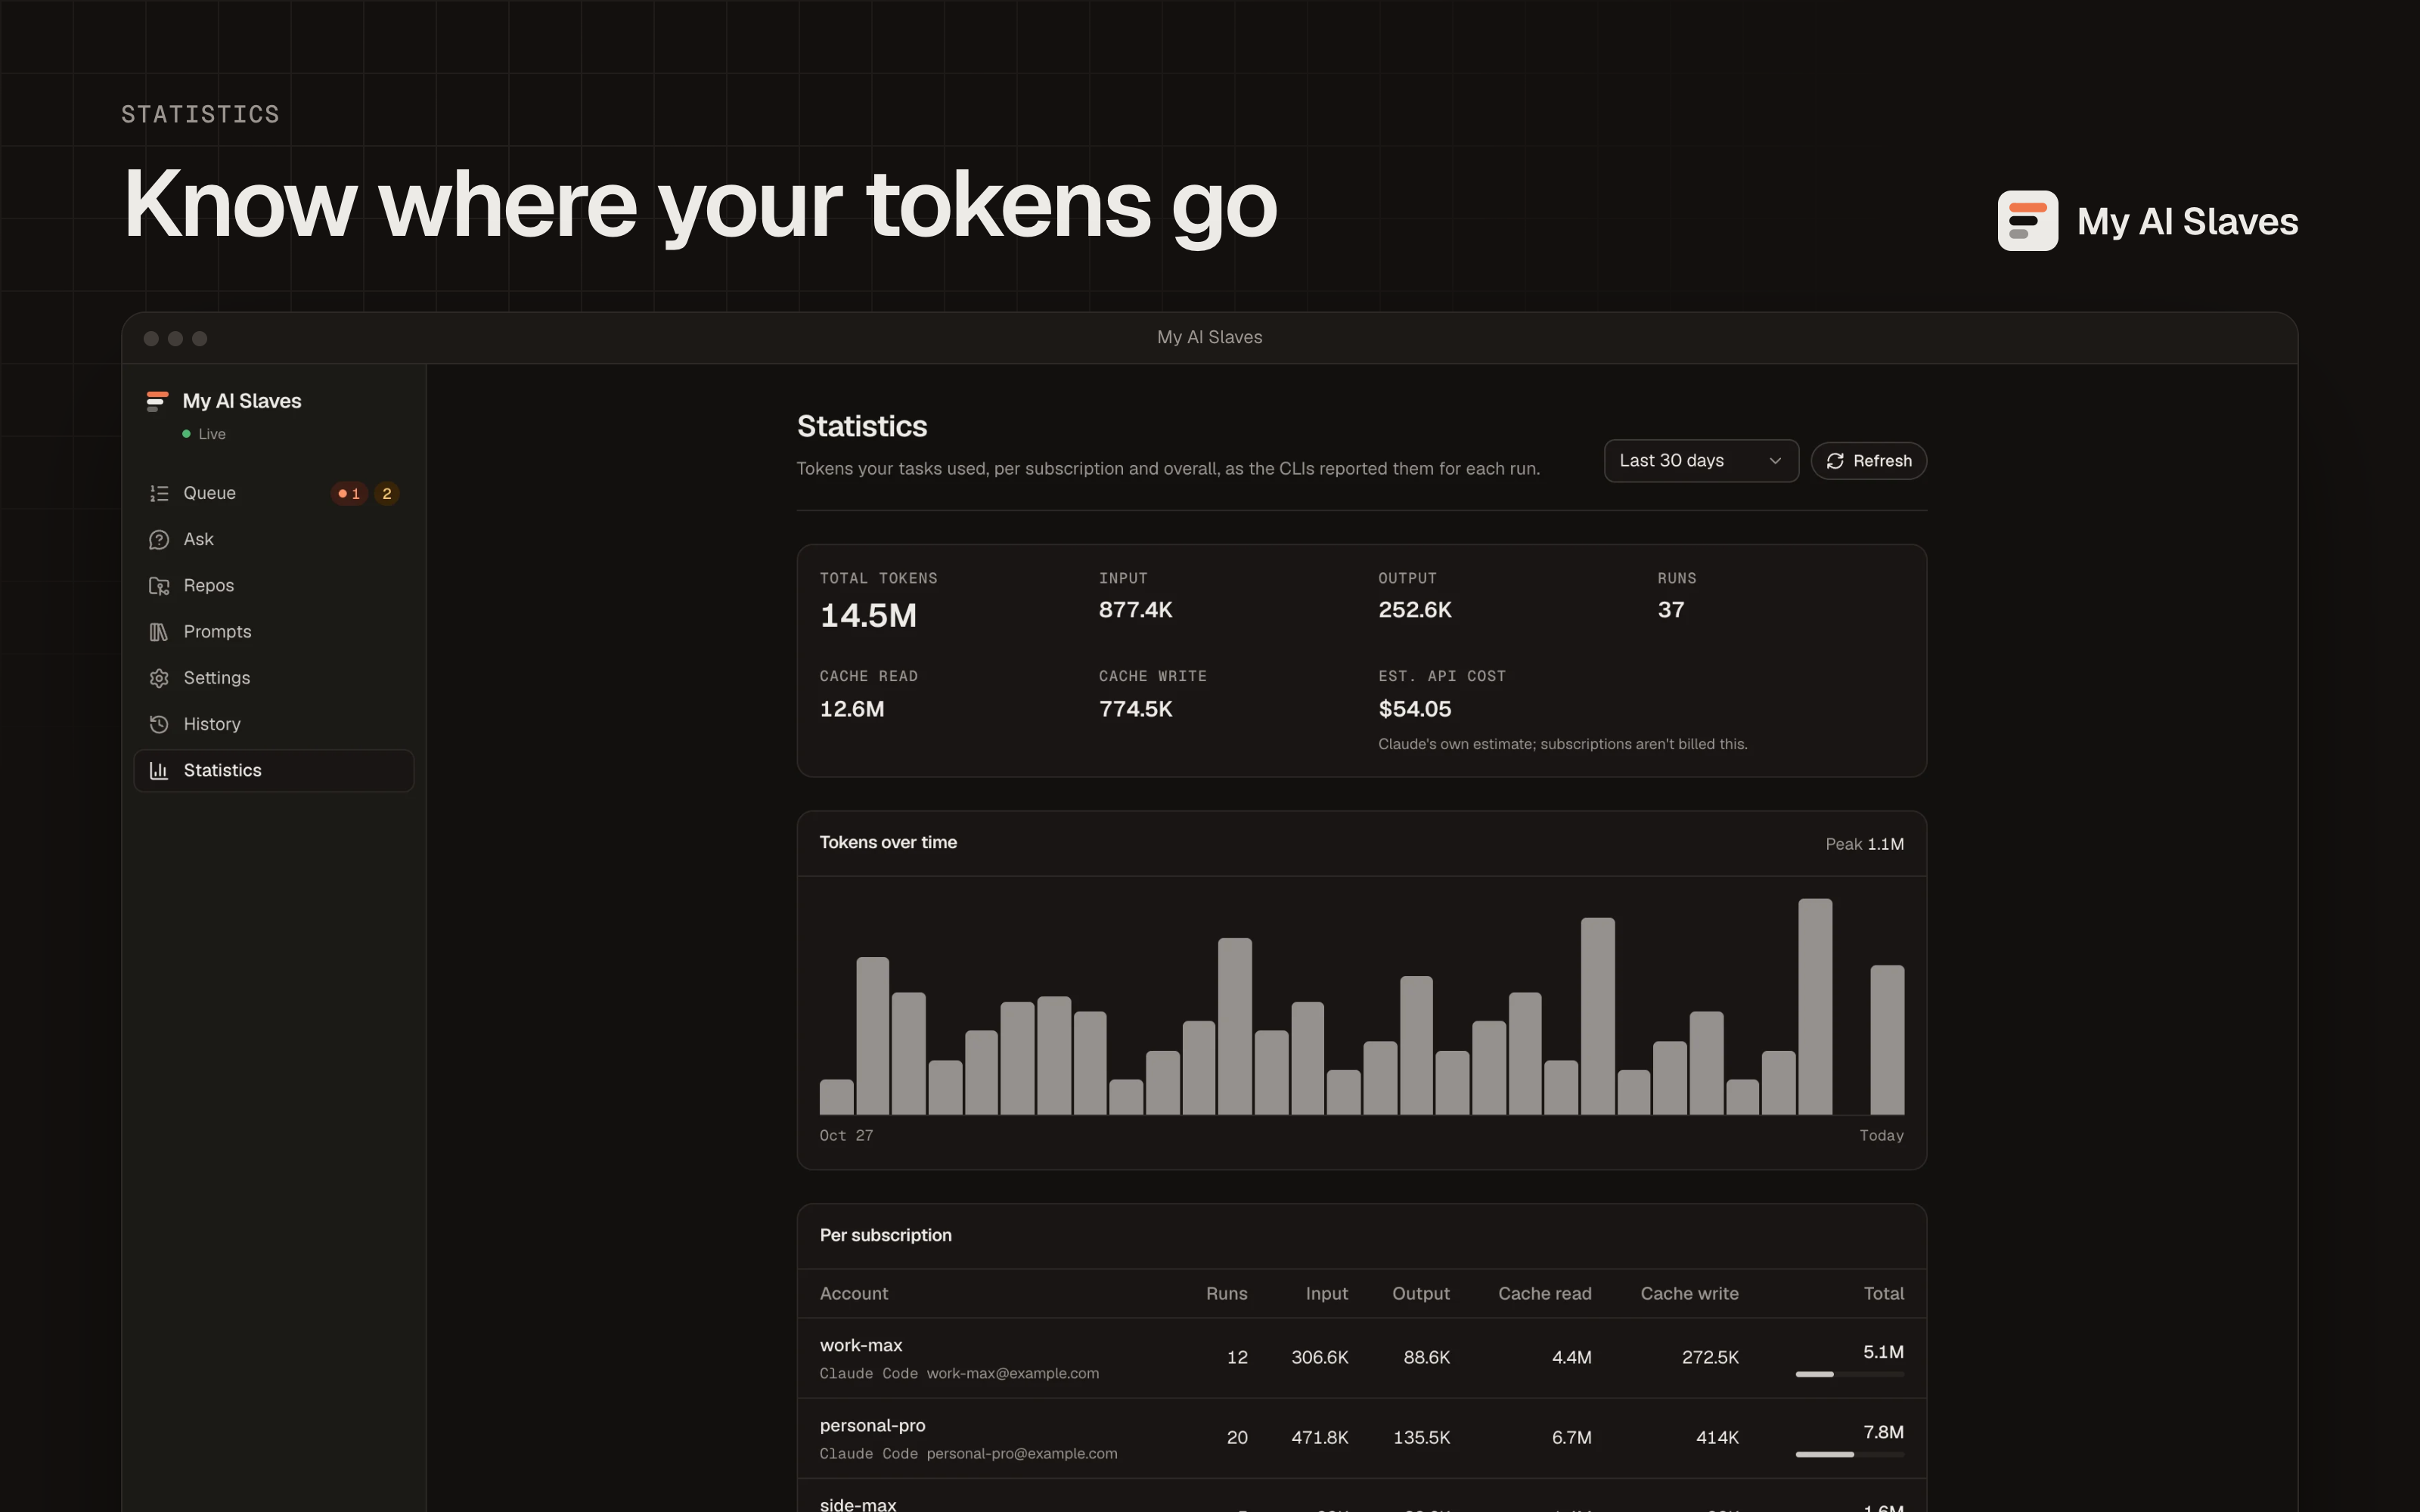 STATISTICS
Know where your tokens go
My AI Slaves
My AI Slaves
My AI Slaves
Live
Queue 1 2
Ask
Repos
Prompts
Settings
History
Statistics
Statistics
Tokens your tasks used, per subscription and overall, as the CLIs reported them for each run.
Last 30 days
Refresh
TOTAL TOKENS INPUT OUTPUT RUNS
14.5M 877.4K 252.6K 37
CACHE READ CACHE WRITE EST. API COST
12.6M 774.5K $54.05
Claude's own estimate; subscriptions aren't billed this.
Tokens over time Peak 1.1M
Oct 27 Today
Per subscription
Account Runs Input Output Cache read Cache write Total
work-max 12 306.6K 88.6K 4.4M 272.5K 5.1M
Claude Code work-max@example.com
personal-pro 20 471.8K 135.5K 6.7M 414K 7.8M
Claude Code personal-pro@example.com
side-max